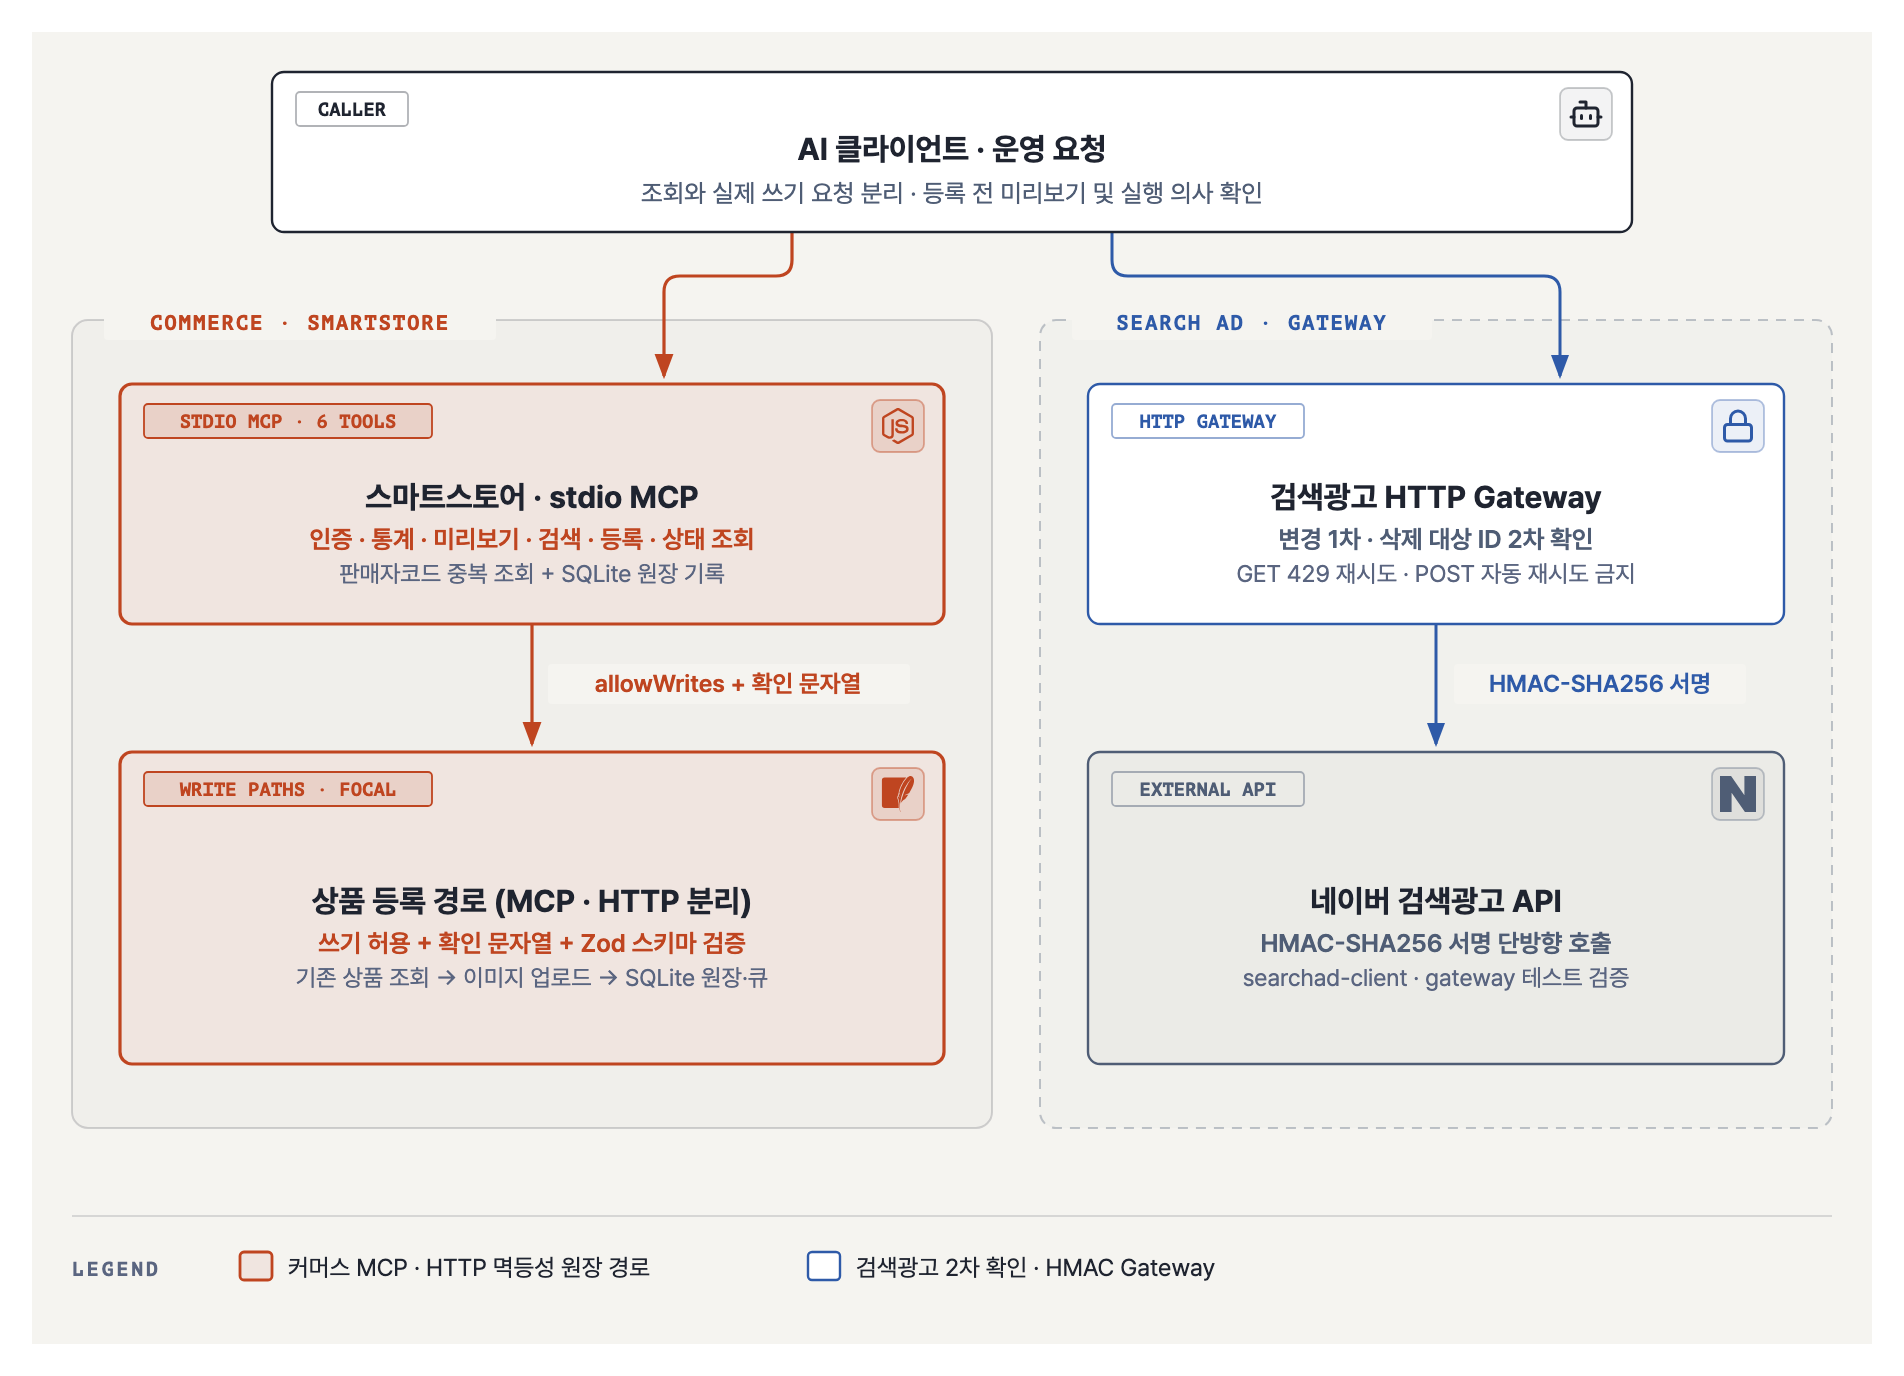 CALLER
AI 클라이언트 · 운영 요청
조회와 실제 쓰기 요청 분리 · 등록 전 미리보기 및 실행 의사 확인
COMMERCE · SMARTSTORE
STDIO MCP · 6 TOOLS
JS
스마트스토어 · stdio MCP
인증 · 통계 · 미리보기 · 검색 · 등록 · 상태 조회
판매자코드 중복 조회 + SQLite 원장 기록
allowWrites + 확인 문자열
WRITE PATHS · FOCAL
상품 등록 경로 (MCP · HTTP 분리)
쓰기 허용 + 확인 문자열 + Zod 스키마 검증
기존 상품 조회 → 이미지 업로드 → SQLite 원장·큐
SEARCH AD · GATEWAY
HTTP GATEWAY
검색광고 HTTP Gateway
변경 1차 · 삭제 대상 ID 2차 확인
GET 429 재시도 · POST 자동 재시도 금지
HMAC-SHA256 서명
EXTERNAL API
N
네이버 검색광고 API
HMAC-SHA256 서명 단방향 호출
searchad-client · gateway 테스트 검증
LEGEND
커머스 MCP · HTTP 멱등성 원장 경로
검색광고 2차 확인 · HMAC Gateway